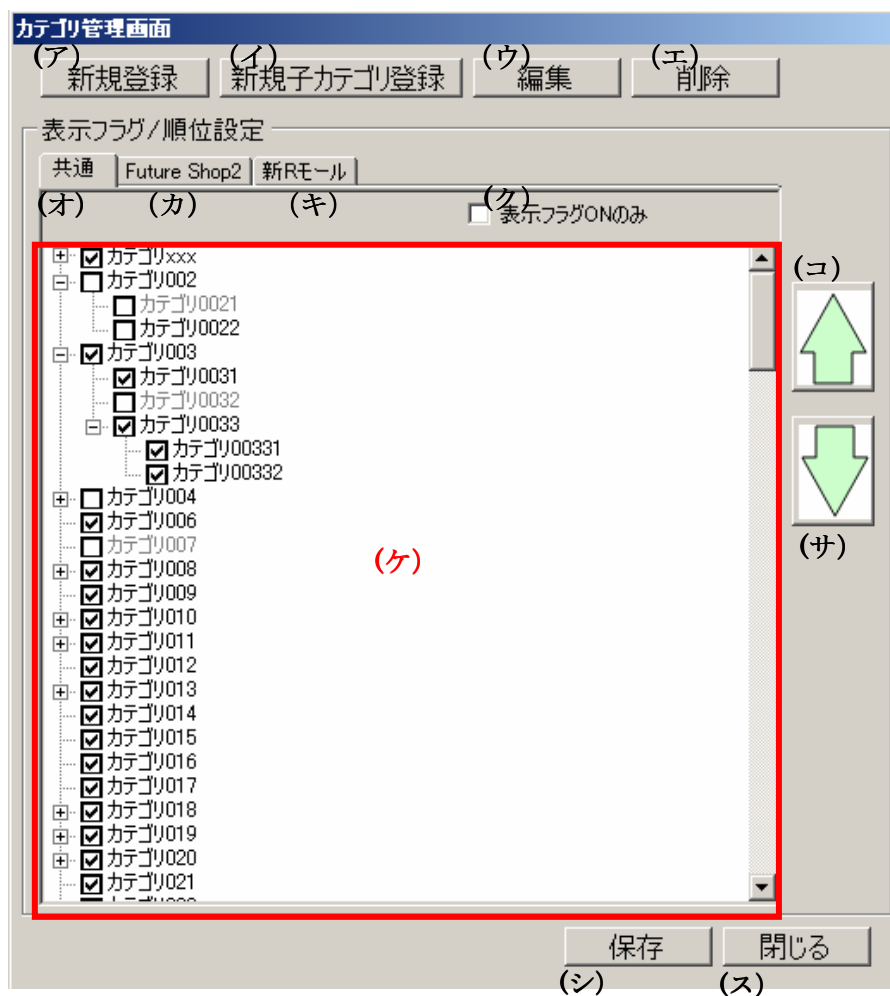 カテゴリ管理画面
(ア) (イ) (ウ) (エ)
新規登録 新規子カテゴリ登録 編集 削除
表示フラグ/順位設定
共通 Future Shop2 新Rモール
(オ) (カ) (キ) (ク)
表示フラグONのみ
カテゴリxxx
カテゴリ002
(コ)
カテゴリ0021
カテゴリ0022
カテゴリ003
カテゴリ0031
カテゴリ0032
カテゴリ0033
カテゴリ00331
カテゴリ00332
カテゴリ004
カテゴリ006
カテゴリ007
(サ)
(ケ)
カテゴリ008
カテゴリ009
カテゴリ010
カテゴリ011
カテゴリ012
カテゴリ013
カテゴリ014
カテゴリ015
カテゴリ016
カテゴリ017
カテゴリ018
カテゴリ019
カテゴリ020
カテゴリ021
保存 閉じる
(シ) (ス)